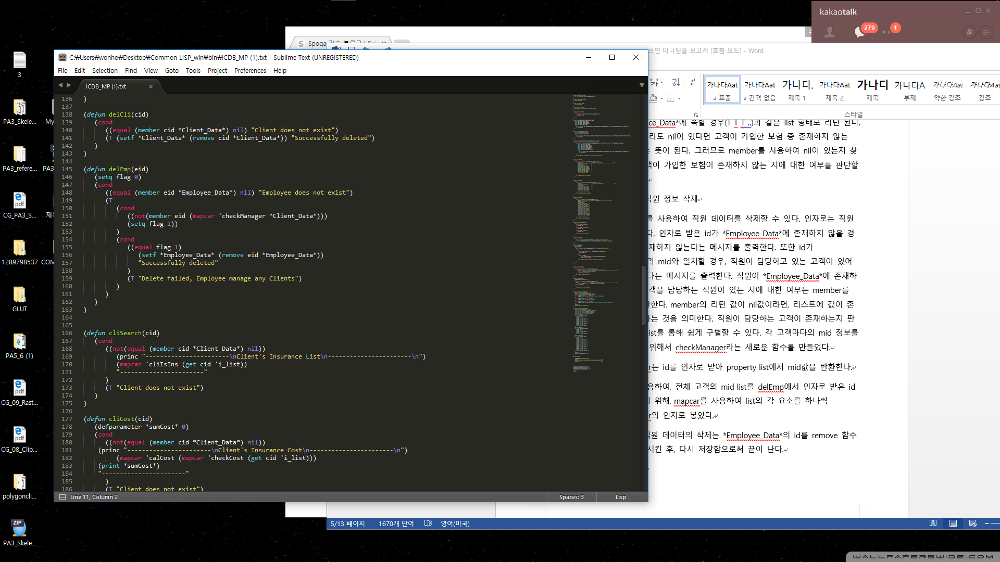 kakaotalk
279
1
Spoqa
프언 미니팀플 보고서 [호환 모드] - Word
C:₩Users₩wonho₩Desktop₩Common LISP_win₩bin₩ICDB_MP (1).txt - Sublime Text (UNREGISTERED)
File Edit Selection Find View Goto Tools Project Preferences Help
ICDB_MP (1).txt
136 )
137
138 (defun delCli(cid)
139 (cond
140 ((equal (member cid *Client_Data*) nil) "Client does not exist")
141 (T (setf *Client_Data* (remove cid *Client_Data*)) "Successfully deleted")
142 )
143 )
144
145 (defun delEmp(eid)
146 (setq flag 0)
147 (cond
148 ((equal (member eid *Employee_Data*) nil) "Employee does not exist")
149 (T
150 (cond
151 ((not(member eid (mapcar 'checkManager *Client_Data*)))
152 (setq flag 1))
153 )
154 (cond
155 ((equal flag 1)
156 (setf *Employee_Data* (remove eid *Employee_Data*))
157 "Successfully deleted"
158 )
159 (T "Delete failed, Employee manage any Clients")
160 )
161 )
162 )
163 )
164
165
166 (defun cliSearch(cid)
167 (cond
168 ((not(equal (member cid *Client_Data*) nil))
169 (princ "-----------------------\nClient's Insurance List\n-----------------------\n")
170 (mapcar 'cliIsIns (get cid 'i_list))
171 "-----------------------"
172 )
173 (T "Client does not exist")
174 )
175 )
176
177 (defun cliCost(cid)
178 (defparameter *sumCost* 0)
179 (cond
180 ((not(equal (member cid *Client_Data*) nil))
181 (princ "-----------------------\nClient's Insurance Cost\n-----------------------\n")
182 (mapcar 'calCost (mapcar 'checkCost (get cid 'i_list)))
183 (print *sumCost*)
184 "-----------------------"
185 )
186 (T "Client does not exist")
Line 11, Column 2
Spaces: 3
Lisp
가나다AaB 가나다AaB 가나다, 가나다AaB 가나디 가나다A 가나다Aa 가나다Aa
표준 간격 없음 제목 1 제목 2 제목 부제 약한 강조 강조
스타일
ce_Data*에 속할 경우(T T T ..)과 같은 list 형태로 리턴 된다.
라도 nil이 있다면 고객이 가입한 보험 중 존재하지 않는
뜻이 된다. 그러므로 member를 사용하여 nil이 있는지 찾
이 가입한 보험이 존재하지 않는 지에 대한 여부를 판단할
직원 정보 삭제
를 사용하여 직원 데이터를 삭제할 수 있다. 인자로는 직원
다. 인자로 받은 id가 *Employee_Data*에 존재하지 않을 경
재하지 않는다는 메시지를 출력한다. 또한 id가
의 mid와 일치할 경우, 직원이 담당하고 있는 고객이 있어
다는 메시지를 출력한다. 직원이 *Employee_Data*에 존재하
객을 담당하는 직원이 있는 지에 대한 여부는 member를
한다. member의 리턴 값이 nil값이라면, 리스트에 값이 존
는 것을 의미한다. 직원이 담당하는 고객이 존재하는지 판
ist를 통해 쉽게 구별할 수 있다. 각 고객마다의 mid 정보를
위해서 checkManager라는 새로운 함수를 만들었다.
r는 id를 인자로 받아 property list에서 mid값을 반환한다.
용하여, 전체 고객의 mid list를 delEmp에서 인자로 받은 id
위해, mapcar를 사용하여 list의 각 요소를 하나씩
r의 인자로 넣었다.
직원 데이터의 삭제는 *Employee_Data*의 id를 remove 함수
시킨 후, 다시 저장함으로써 끝이 난다.
5/13 페이지 1670개 단어 영어(미국)
3
PA3_Skele...
My
PA3_refere...
PA3
CG_PA3_S...
제
1289798537
COM
GLUT
PA5_6 (1)
CG_09_Rast...
CG_08_Clip...
polygoncli...
PA3_Skele...
WALLPAPERSWIDE.COM